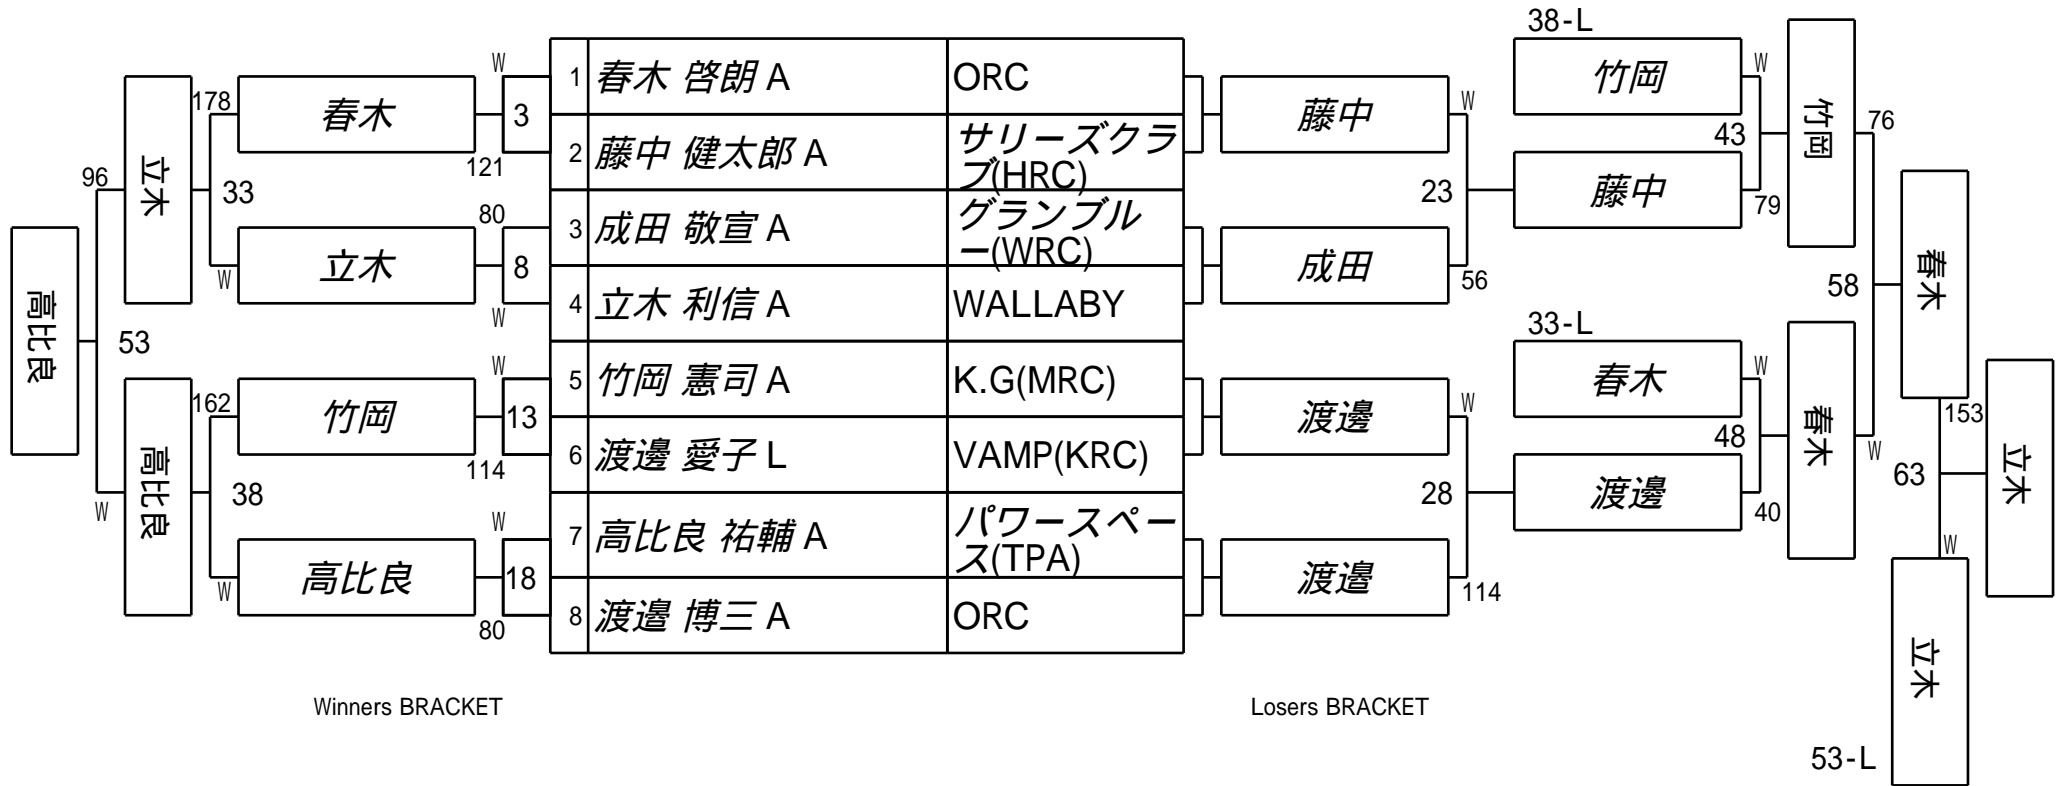 38-L
W
1 春木 啓朗 A ORC
竹岡
W
178
春木
3
藤中
W
竹岡
76
立木
121
2 藤中 健太郎 A サリーズクラ
ブ(HRC)
43
96
33
80
23
藤中
79
3 成田 敬宣 A グランブル
ー(WRC)
立木
8
成田
春木
W
56
58
高比良
4 立木 利信 A WALLABY
W
33-L
53
W
5 竹岡 憲司 A K.G(MRC)
春木
W
162
竹岡
13
渡邊
W
春木
153
高比良
114
6 渡邊 愛子 L VAMP(KRC)
48
W
立木
38
28
渡邊
40
63
W
W
7 高比良 祐輔 A パワースペー
ス(TPA)
W
高比良
18
渡邊
114
W
80
8 渡邉 博三 A ORC
立木
Winners BRACKET
Losers BRACKET
53-L